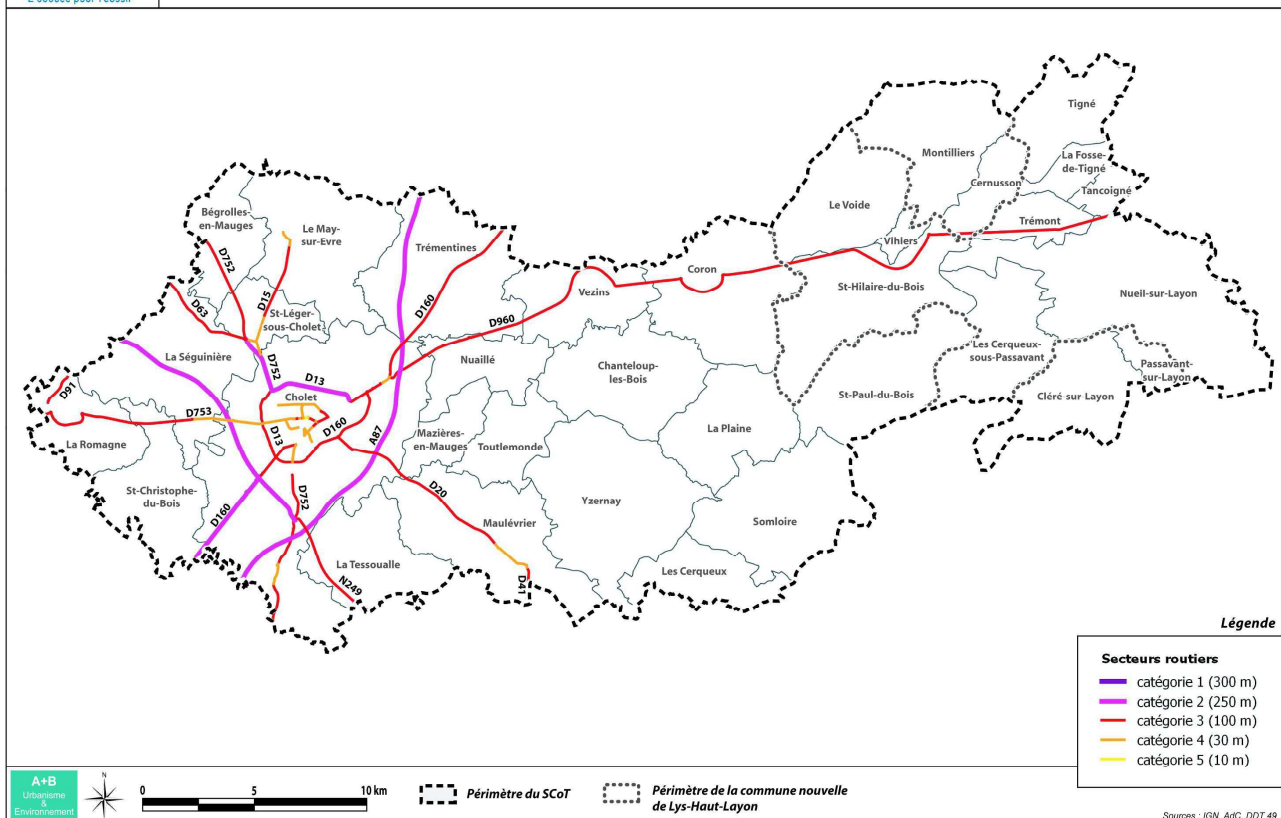 Tigné
Montilliers
La Fosse-
de-Tigné
Cernusson
Tancoigné
Le Voide
Trémont
Vihiers
Bégrolles-
en-Mauges
Le May-
sur-Evre
Trémentines
D752
D15
D63
D160
Coron
Vezins
St-Hilaire-du-Bois
Nueil-sur-Layon
St-Léger-
sous-Cholet
D960
La Séguinière
D752
Nuaillé
Les Cerqueux-
sous-Passavant
Chanteloup-
les-Bois
Passavant-
sur-Layon
D13
D91
Cholet
St-Paul-du-Bois
Cléré sur Layon
D753
D13
D160
A87
La Plaine
La Romagne
Mazières-
en-Mauges
Toutlemonde
St-Christophe-
du-Bois
D160
D752
D20
Yzernay
Maulévrier
Somloire
La Tessoualle
N249
D41
Les Cerqueux
Légende
Secteurs routiers
catégorie 1 (300 m)
catégorie 2 (250 m)
catégorie 3 (100 m)
catégorie 4 (30 m)
catégorie 5 (10 m)
A+B
Urbanisme
&
Environnement
N
0 5 10 km
Périmètre du SCoT
Périmètre de la commune nouvelle
de Lys-Haut-Layon
Sources : IGN, AdC, DDT 49